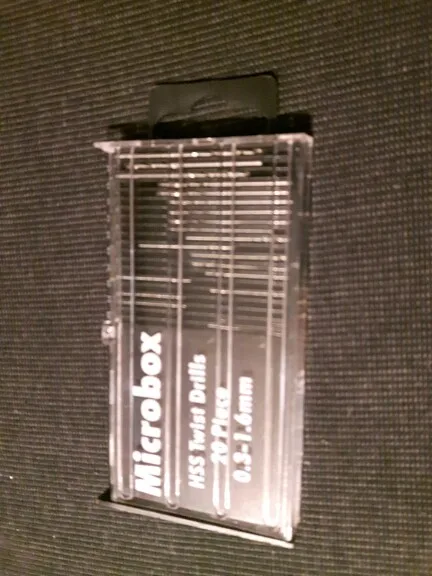 Microbox
HSS Twist Drills
20 Piece
0.3-1.6mm